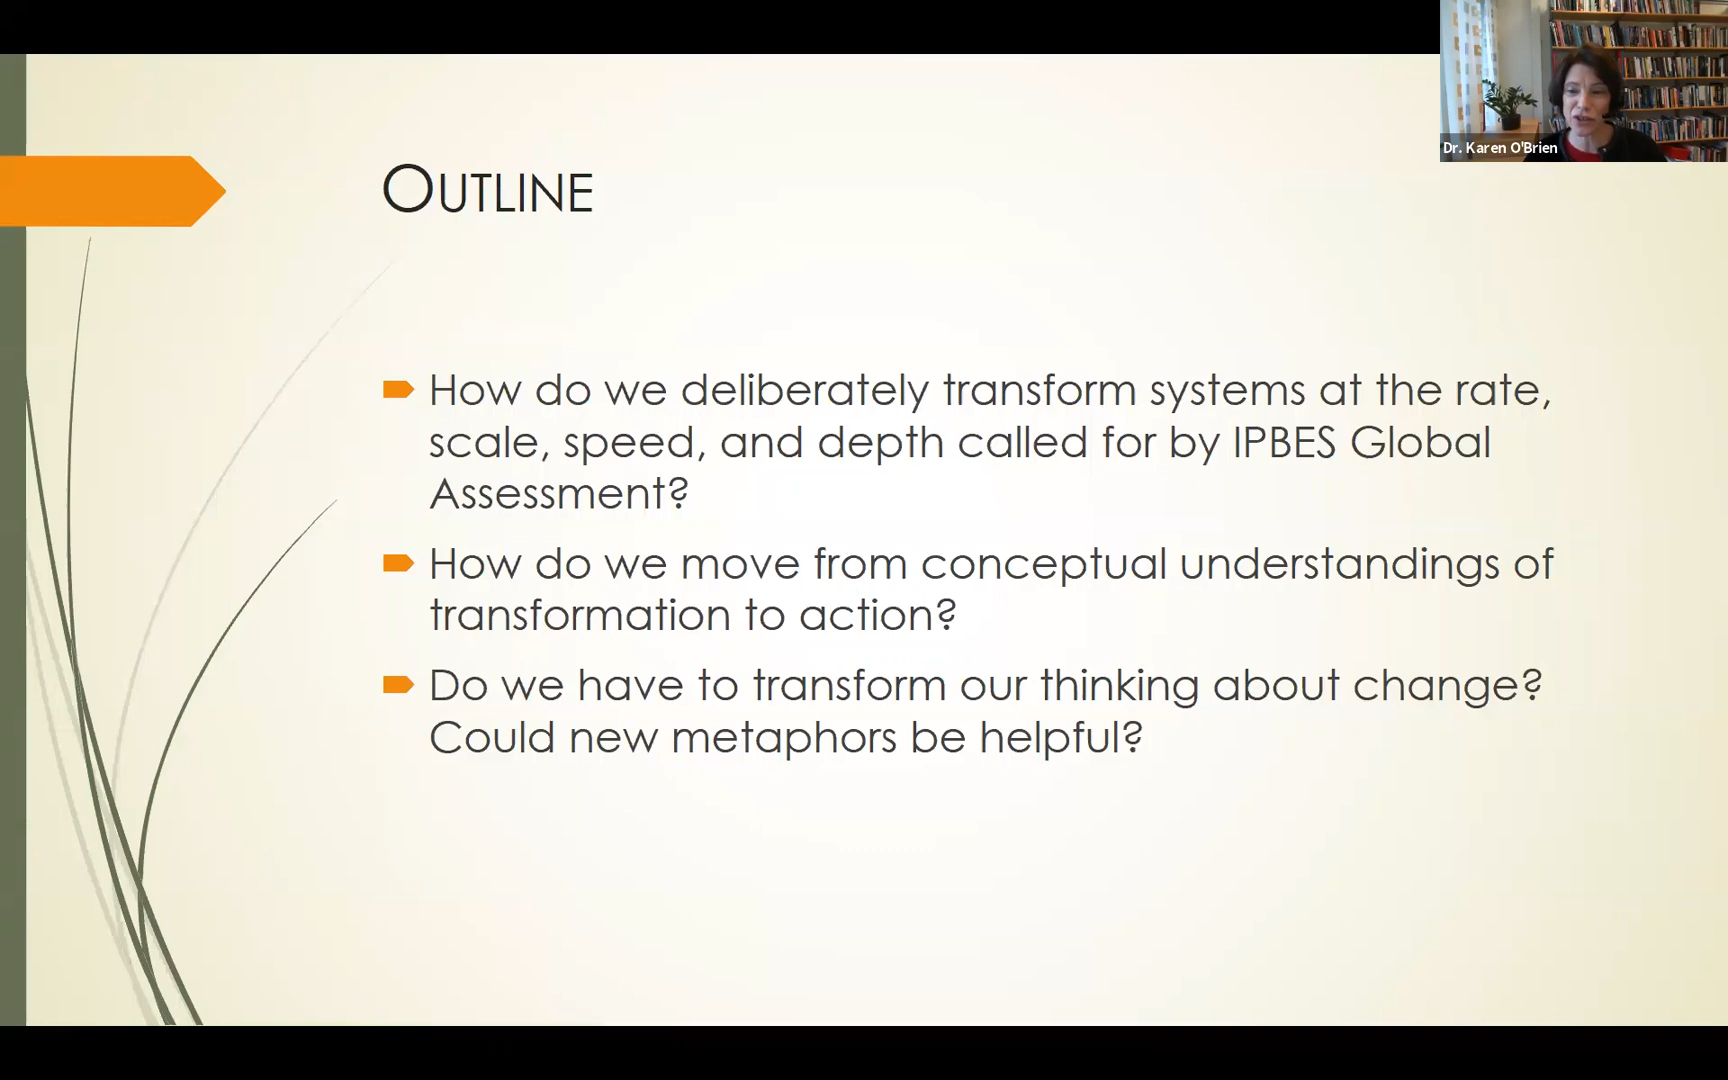 Dr. Karen O'Brien
OUTLINE
How do we deliberately transform systems at the rate,
scale, speed, and depth called for by IPBES Global
Assessment?
How do we move from conceptual understandings of
transformation to action?
Do we have to transform our thinking about change?
Could new metaphors be helpful?